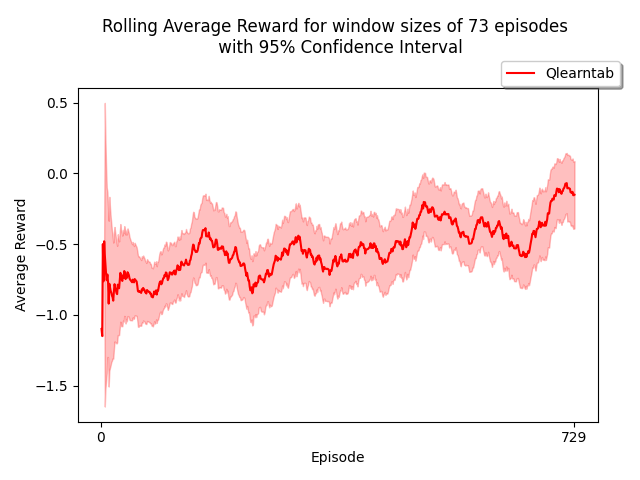 Rolling Average Reward for window sizes of 73 episodes
with 95% Confidence Interval
Qlearntab
0.5
0.0
−0.5
−1.0
−1.5
Average Reward
0
729
Episode